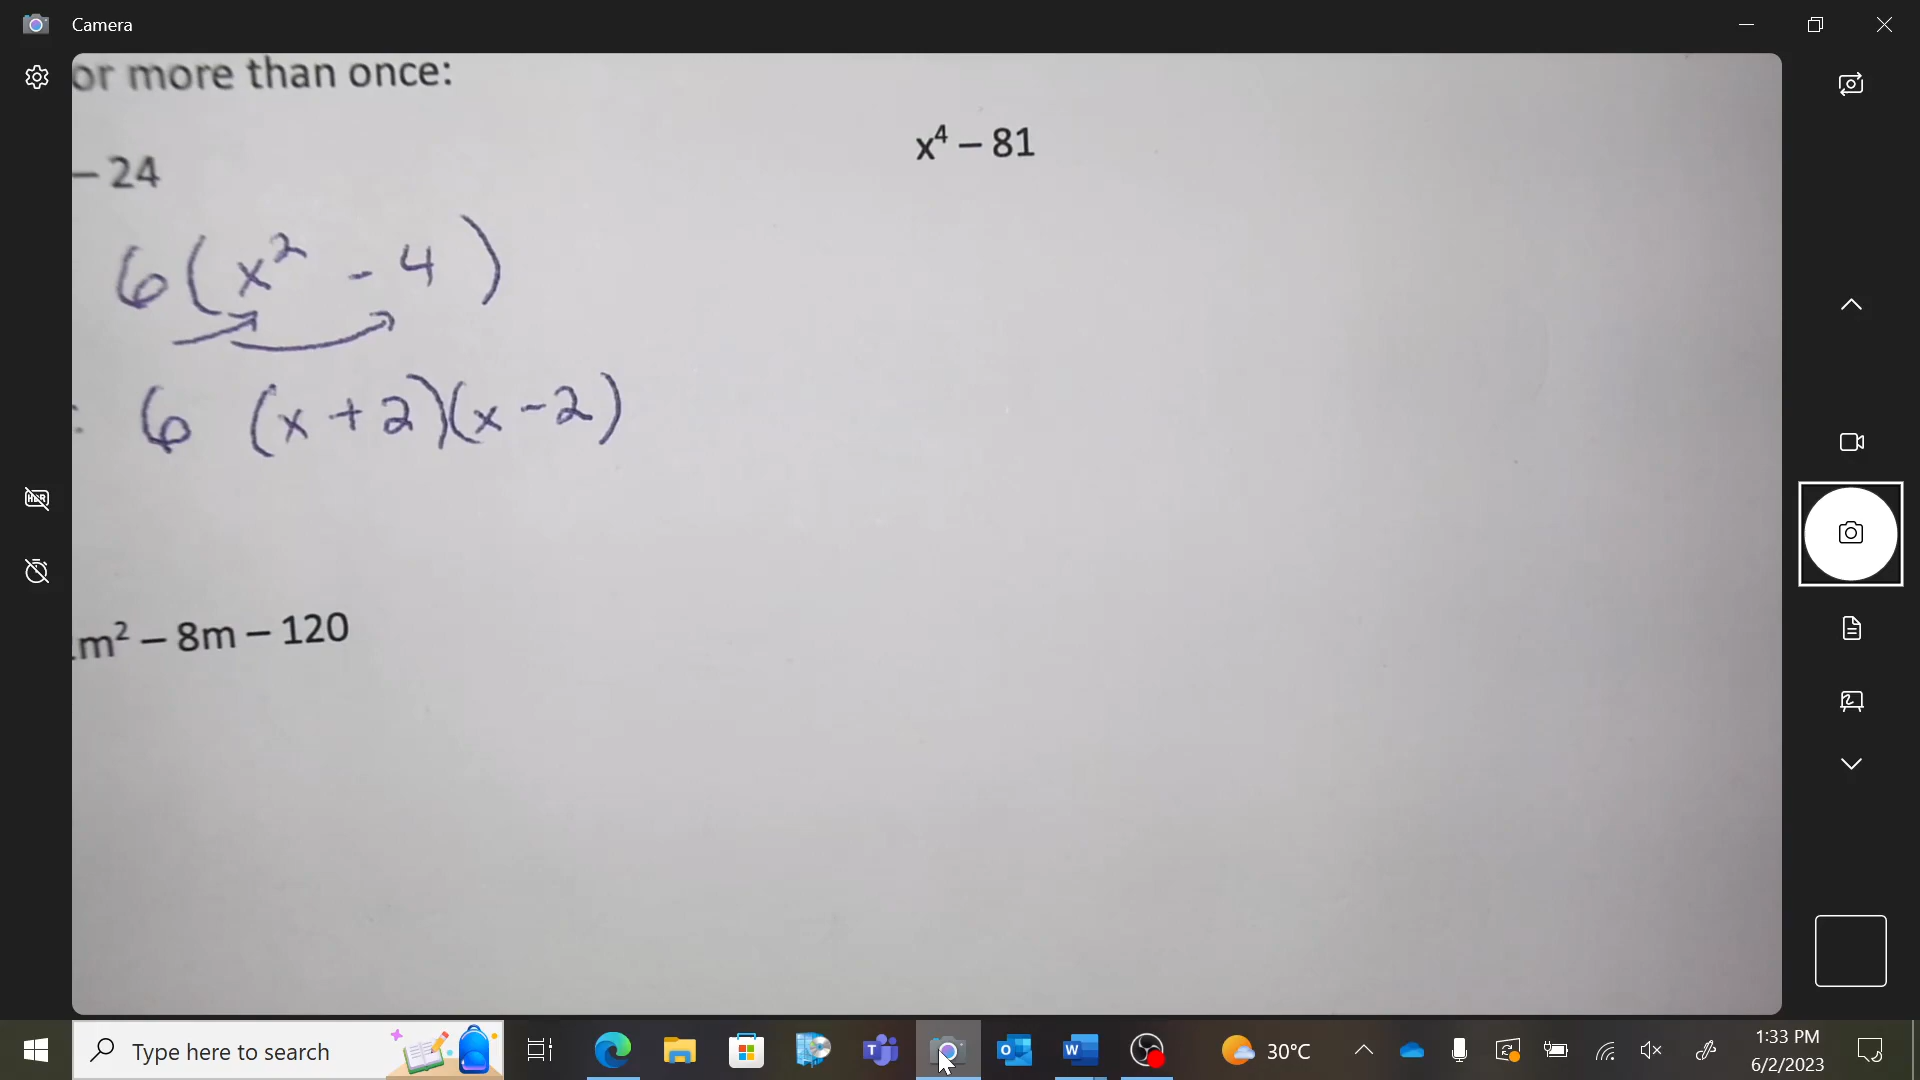 Camera
or more than once:
x⁴ – 81
– 24
6(x² - 4)
: 6 (x + 2)(x - 2)
m² – 8m – 120
Type here to search
30°C
1:33 PM
6/2/2023